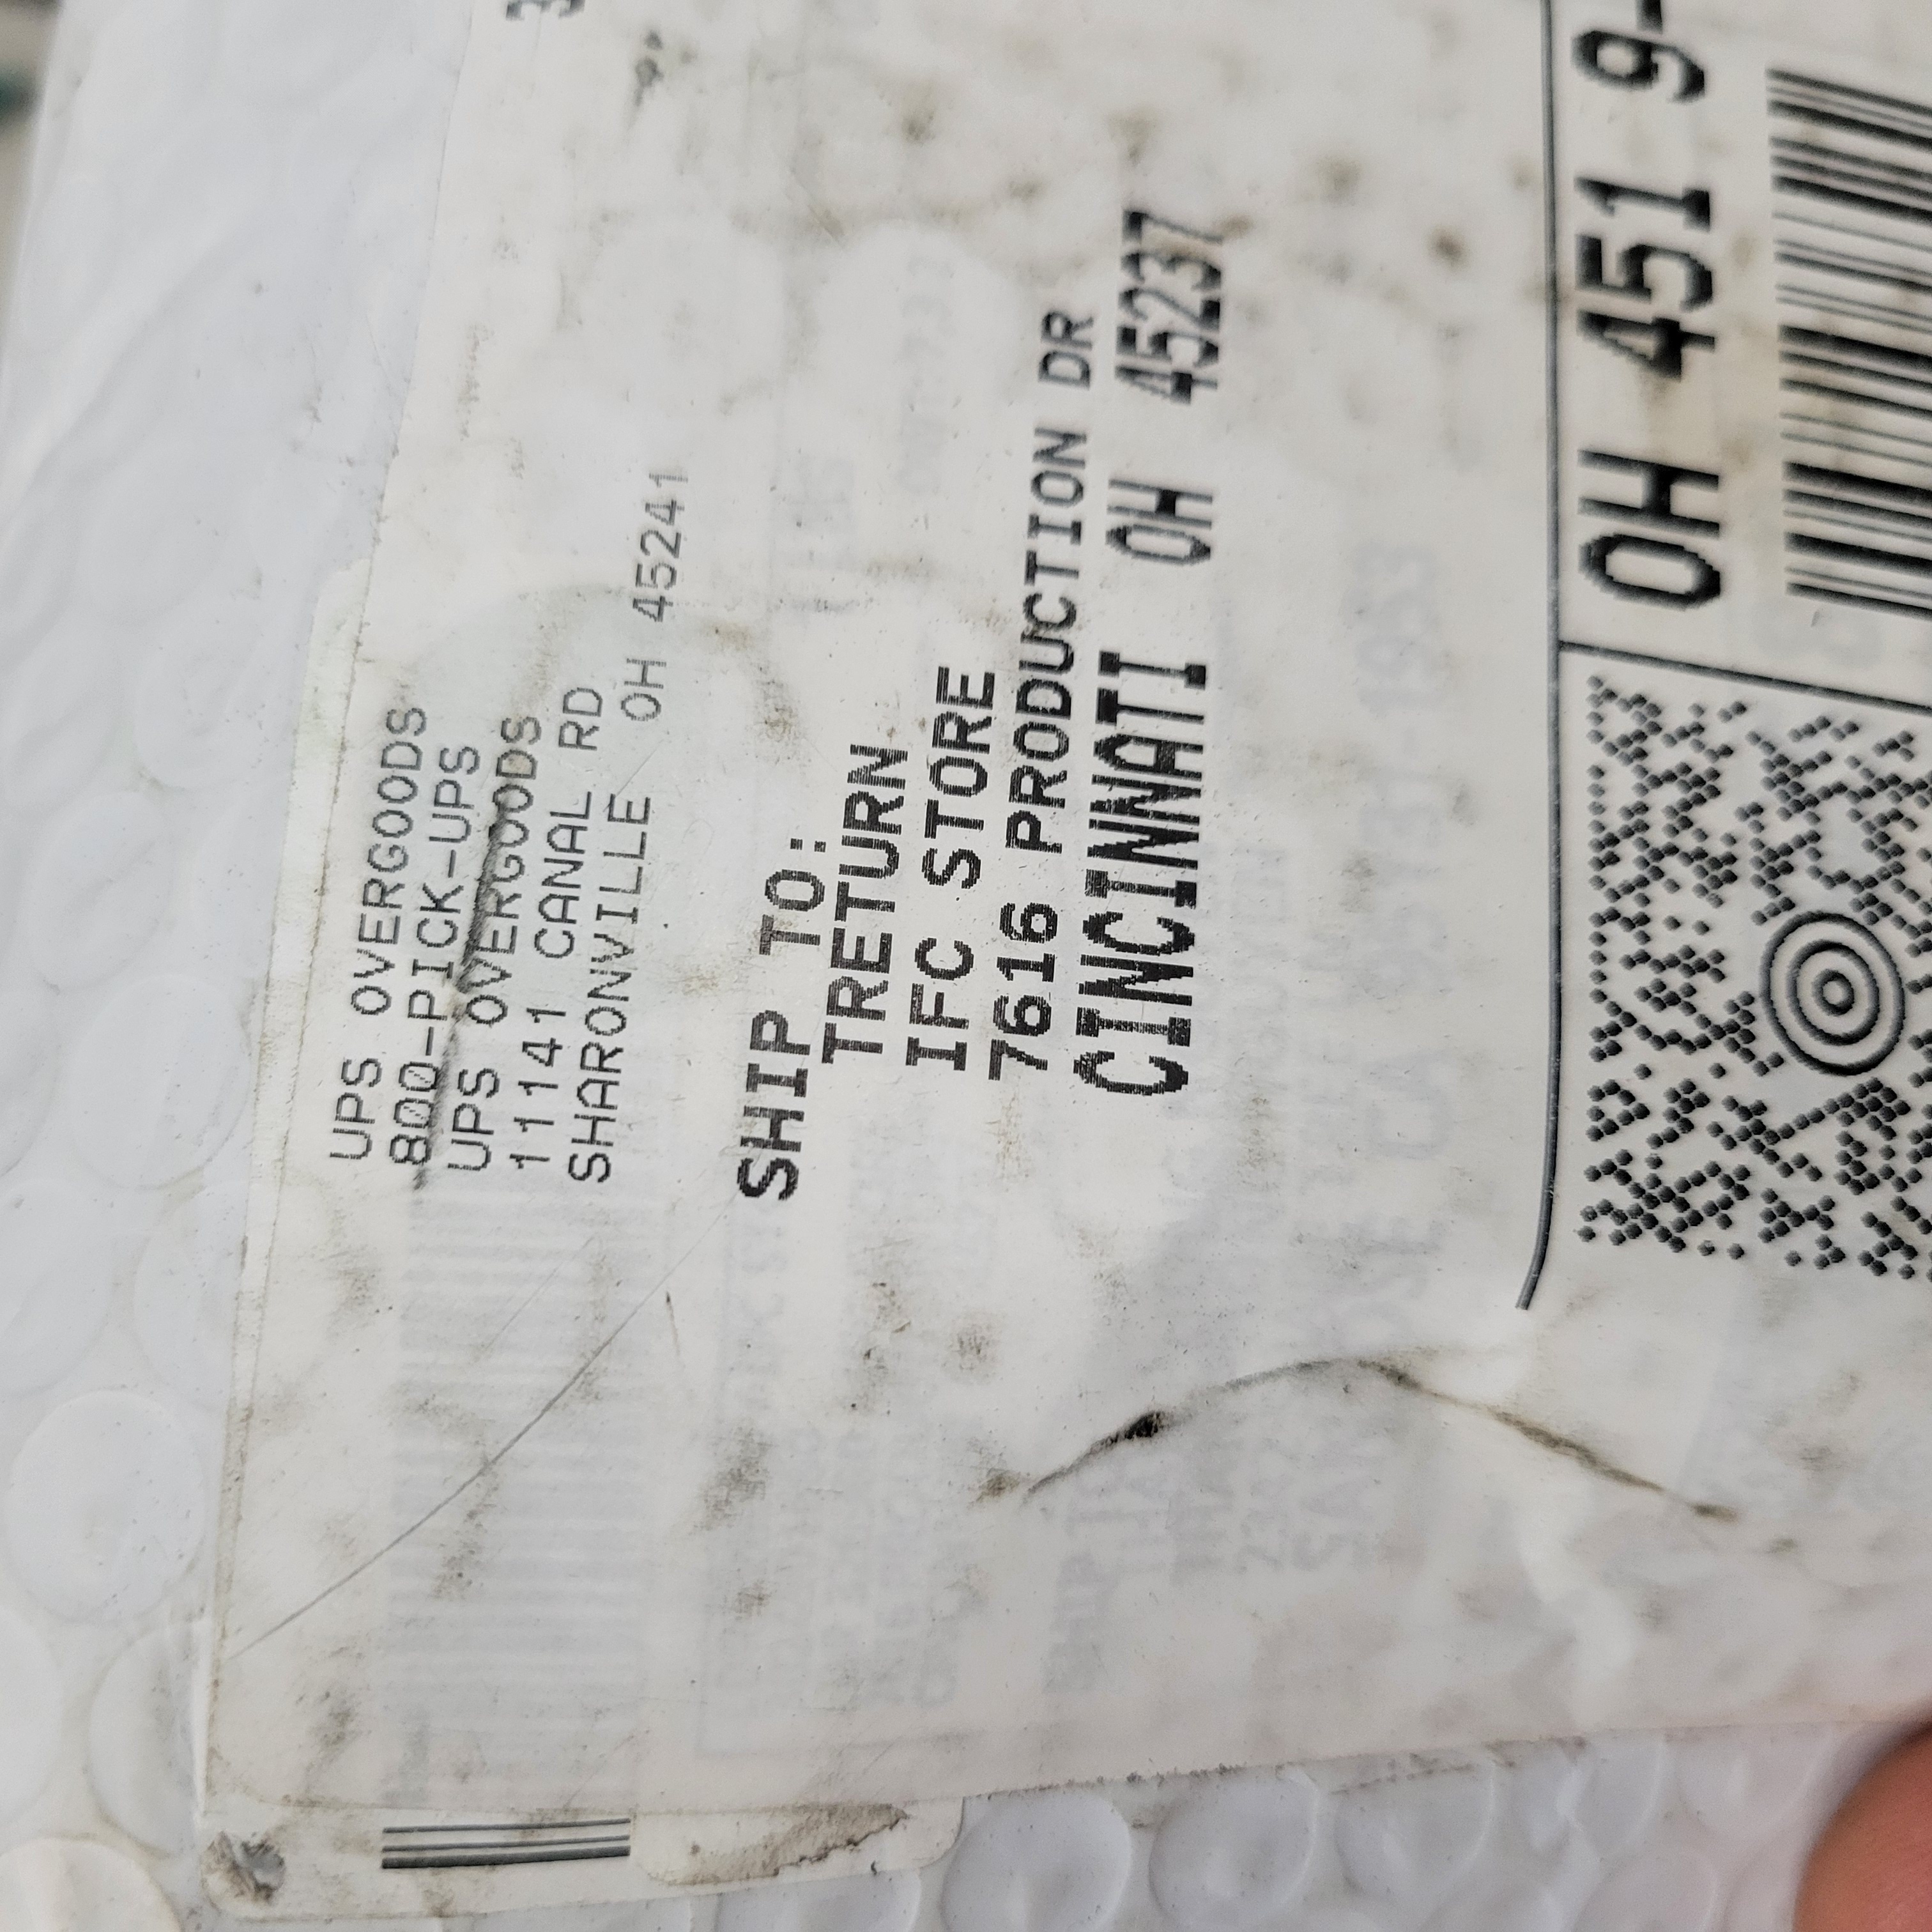 UPS OVERGOODS
800-PICK-UPS
UPS OVERGOODS
11141 CANAL RD
SHARONVILLE OH 45241
SHIP TO:
TRETURN
IFC STORE
7616 PRODUCTION DR
CINCINNATI OH 45237
OH 451 9-